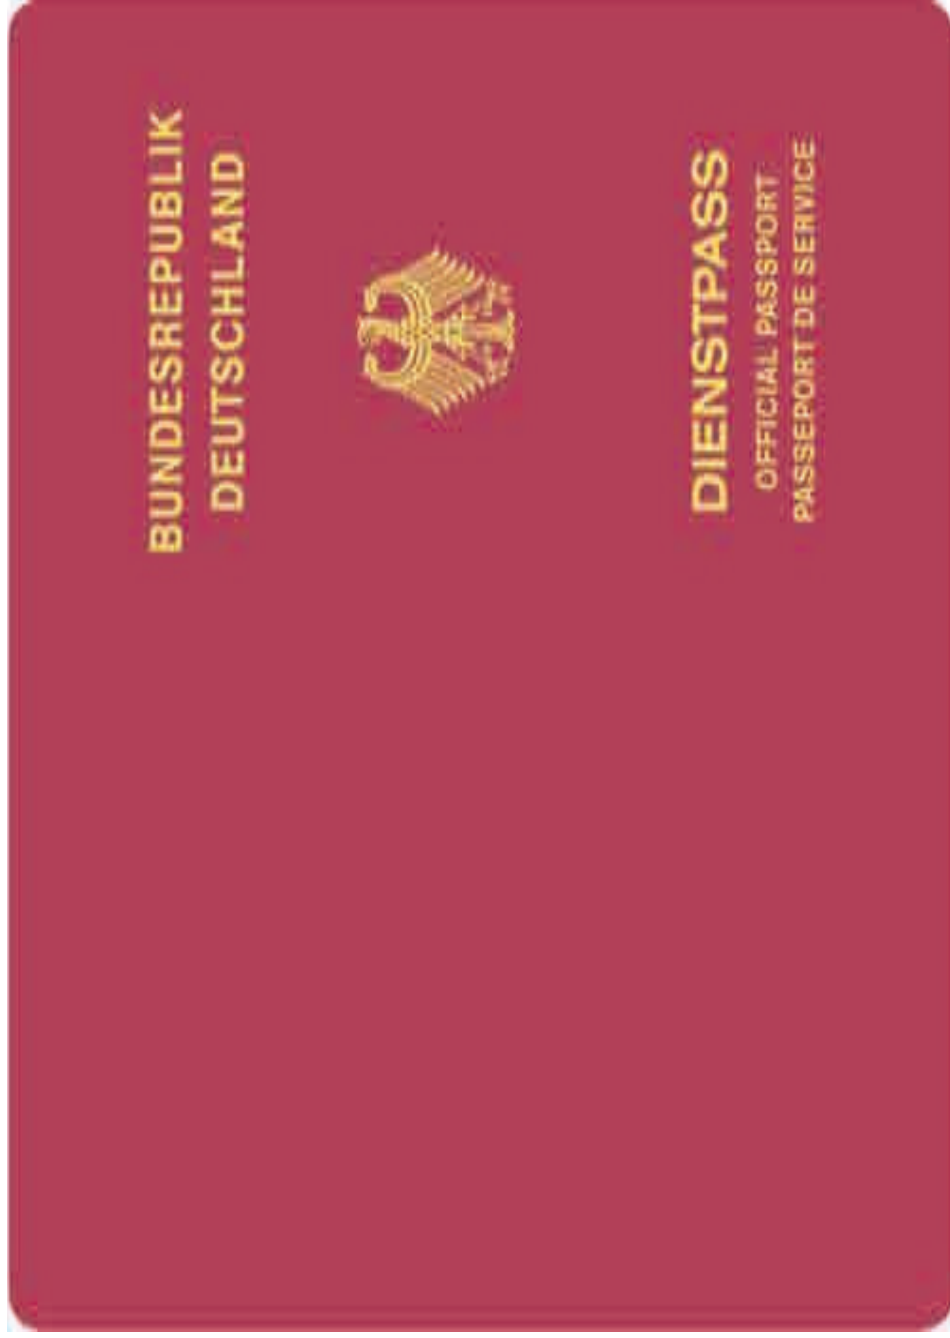 BUNDESREPUBLIK
DEUTSCHLAND
DIENSTPASS
OFFICIAL PASSPORT
PASSEPORT DE SERVICE